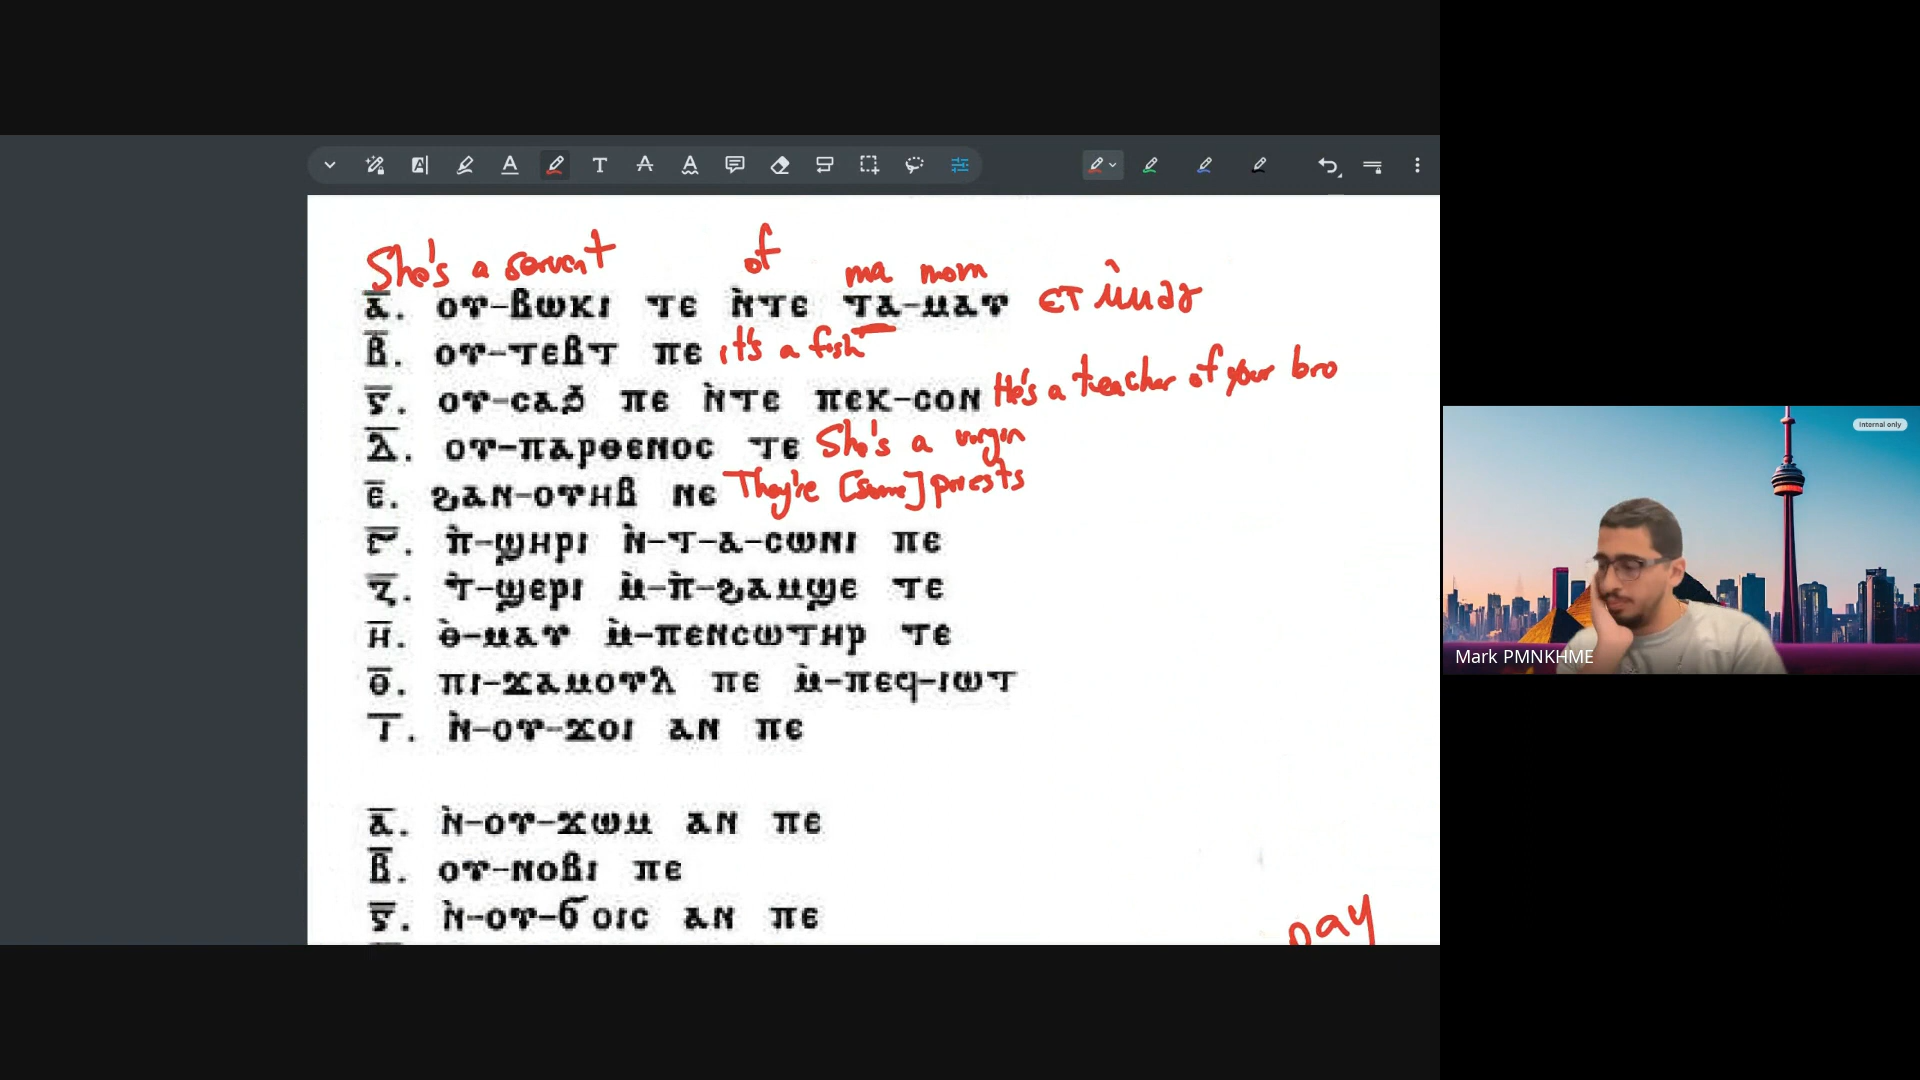 She's a servent of ma mom
ⲁ̅. ⲟⲩ-ⲃⲱⲕⲓ ⲧⲉ ⲛ̀ⲧⲉ ⲧⲁ-ⲙⲁⲩ ⲉⲧ ⲙ̂ⲙⲁⲩ
ⲃ̅. ⲟⲩ-ⲧⲉⲃⲧ ⲡⲉ it's a fish
ⲅ̅. ⲟⲩ-ⲥⲁϧ ⲡⲉ ⲛ̀ⲧⲉ ⲡⲉⲕ-ⲥⲟⲛ He's a teacher of your bro
ⲇ̅. ⲟⲩ-ⲡⲁⲣⲑⲉⲛⲟⲥ ⲧⲉ She's a virgin
ⲉ̅. ϩⲁⲛ-ⲟⲩⲏⲃ ⲛⲉ They're [some] priests
ⲋ̅. ⲡ̀-ϣⲏⲣⲓ ⲛ̀-ⲧ-ⲁ-ⲥⲱⲛⲓ ⲡⲉ
ⲍ̅. ⲧ̀-ϣⲉⲣⲓ ⲙ̀-ⲡ̀-ϩⲁⲙϣⲉ ⲧⲉ
ⲏ̅. ⲑ̀-ⲙⲁⲩ ⲙ̀-ⲡⲉⲛⲥⲱⲧⲏⲣ ⲧⲉ
ⲑ̅. ⲡⲓ-ϫⲁⲙⲟⲩⲗ ⲡⲉ ⲙ̀-ⲡⲉϥ-ⲓⲱⲧ
ⲓ̅. ⲛ̀-ⲟⲩ-ϫⲟⲓ ⲁⲛ ⲡⲉ
ⲁ̅. ⲛ̀-ⲟⲩ-ϫⲱⲙ ⲁⲛ ⲡⲉ
ⲃ̅. ⲟⲩ-ⲛⲟⲃⲓ ⲡⲉ
ⲅ̅. ⲛ̀-ⲟⲩ-ϭⲟⲓⲥ ⲁⲛ ⲡⲉ
Internal only
Mark PMNKHME